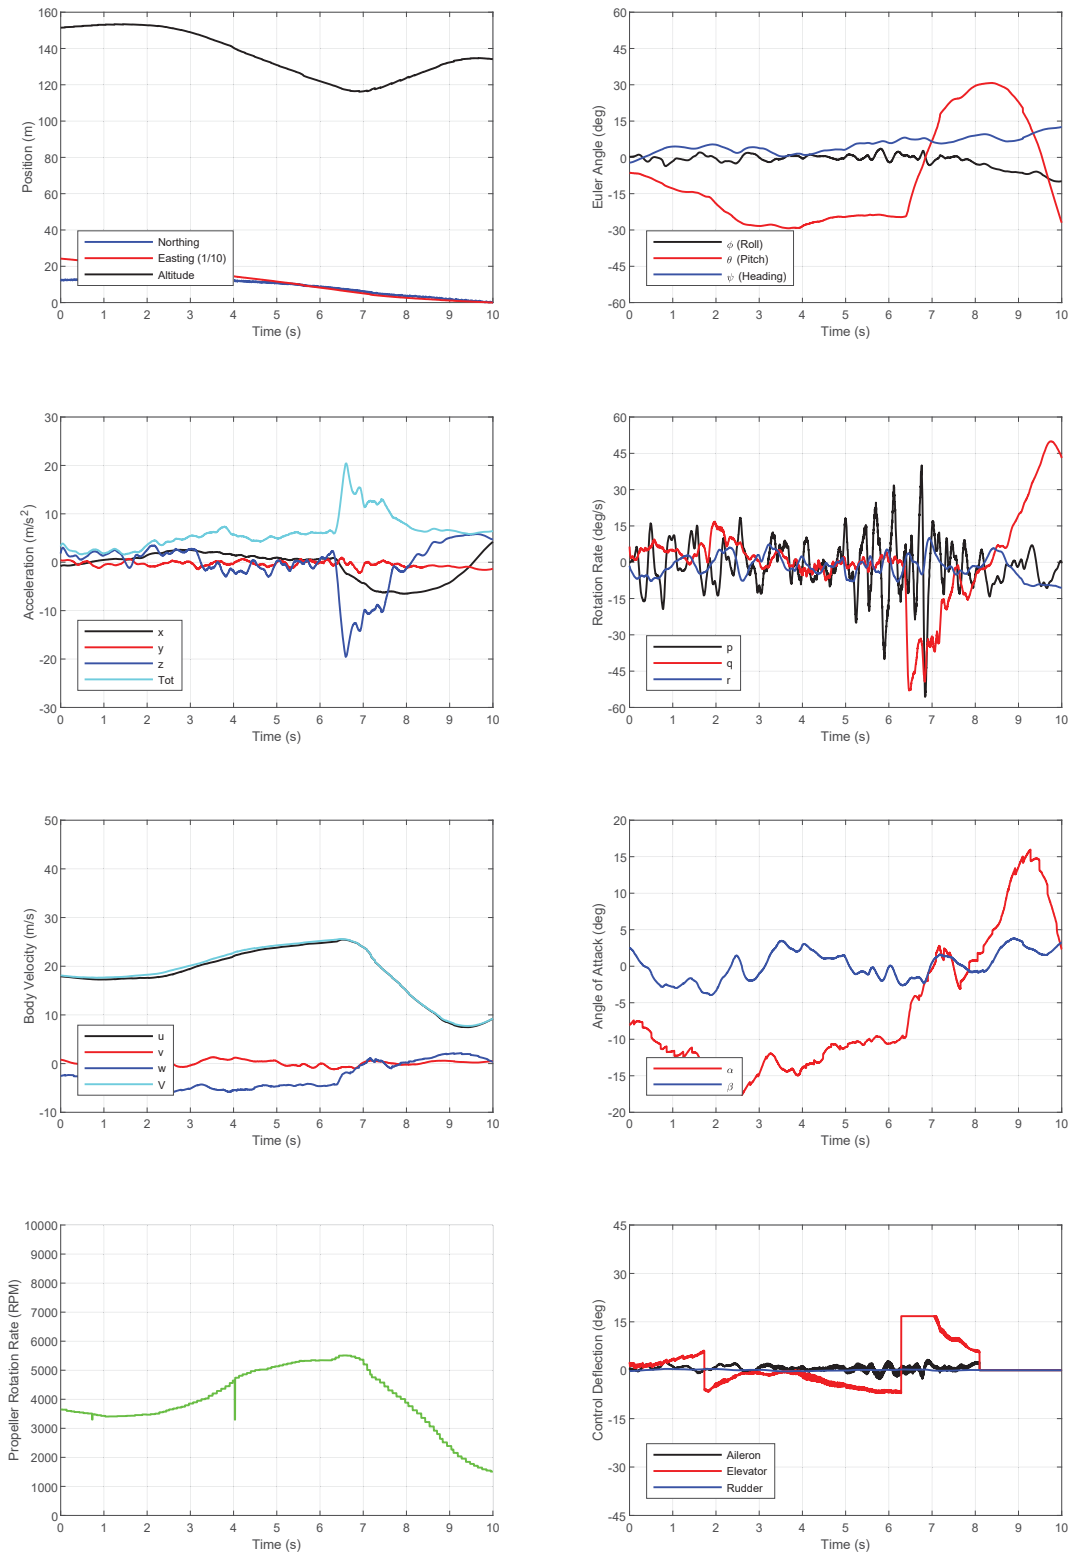 160
140
120
100
80
60
40
20
0
Position (m)
Northing
Easting (1/10)
Altitude
0 1 2 3 4 5 6 7 8 9 10
Time (s)
60
45
30
15
0
-15
-30
-45
-60
Euler Angle (deg)
ϕ (Roll)
θ (Pitch)
ψ (Heading)
0 1 2 3 4 5 6 7 8 9 10
Time (s)
30
20
10
0
-10
-20
-30
Acceleration (m/s²)
x
y
z
Tot
0 1 2 3 4 5 6 7 8 9 10
Time (s)
60
45
30
15
0
-15
-30
-45
-60
Rotation Rate (deg/s)
p
q
r
0 1 2 3 4 5 6 7 8 9 10
Time (s)
50
40
30
20
10
0
-10
Body Velocity (m/s)
u
v
w
V
0 1 2 3 4 5 6 7 8 9 10
Time (s)
20
15
10
5
0
-5
-10
-15
-20
Angle of Attack (deg)
α
β
0 1 2 3 4 5 6 7 8 9 10
Time (s)
10000
9000
8000
7000
6000
5000
4000
3000
2000
1000
0
Propeller Rotation Rate (RPM)
0 1 2 3 4 5 6 7 8 9 10
Time (s)
45
30
15
0
-15
-30
-45
Control Deflection (deg)
Aileron
Elevator
Rudder
0 1 2 3 4 5 6 7 8 9 10
Time (s)